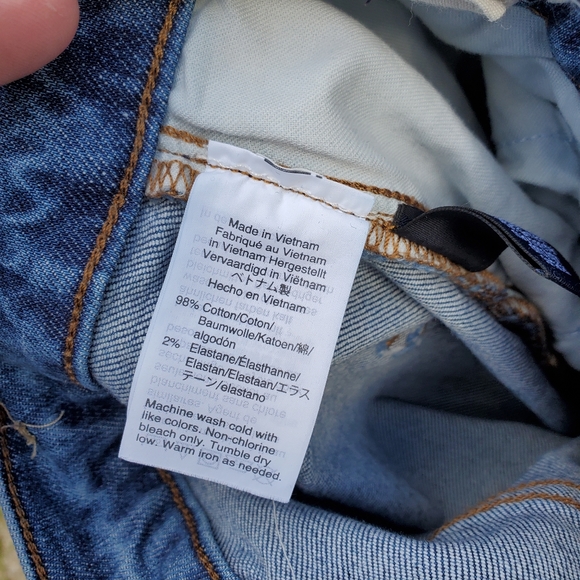 Made in Vietnam
Fabriqué au Vietnam
in Vietnam Hergestellt
Vervaardigd in Viëtnam
ベトナム製
Hecho en Vietnam
98% Cotton/Coton/
Baumwolle/Katoen/綿/
algodón
2% Elastane/Élasthanne/
Elastan/Elastaan/エラス
テーン/elastano
Machine wash cold with
like colors. Non-chlorine
bleach only. Tumble dry
low. Warm iron as needed.